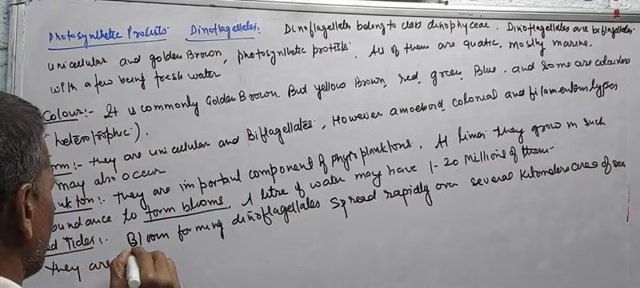 Photosynthetic Protists: Dinoflagellates. Dinoflagellates belong to class dinophyceae. Dinoflagellates are biflagellate
unicellular and golden Brown, photosynthetic protists. All of them are quatic, mostly marine.
with a few being fresh water
Colour:- It is commonly Golden Brown. But yellow Brown, red, green, Blue. and some are colourless
(heterotrophic).
rm:- they are unicellular and Biflagellates. However amoeboid, colonial and filamentous types
may also occur
nkton:- They are important component of Phytoplanktons. At times they grow in such
bundance to form blooms. A litre of water may have 1-20 Millions of them-
d Tides:- Bloom forming dinoflagellates spread rapidly over several kilometers area of sea
they are